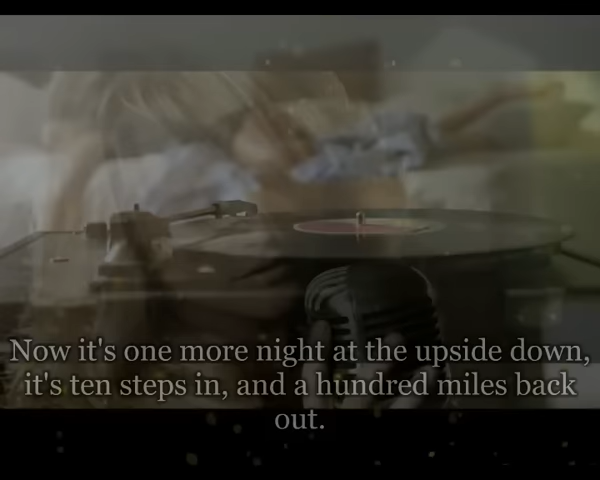 Now it's one more night at the upside down,
it's ten steps in, and a hundred miles back
out.